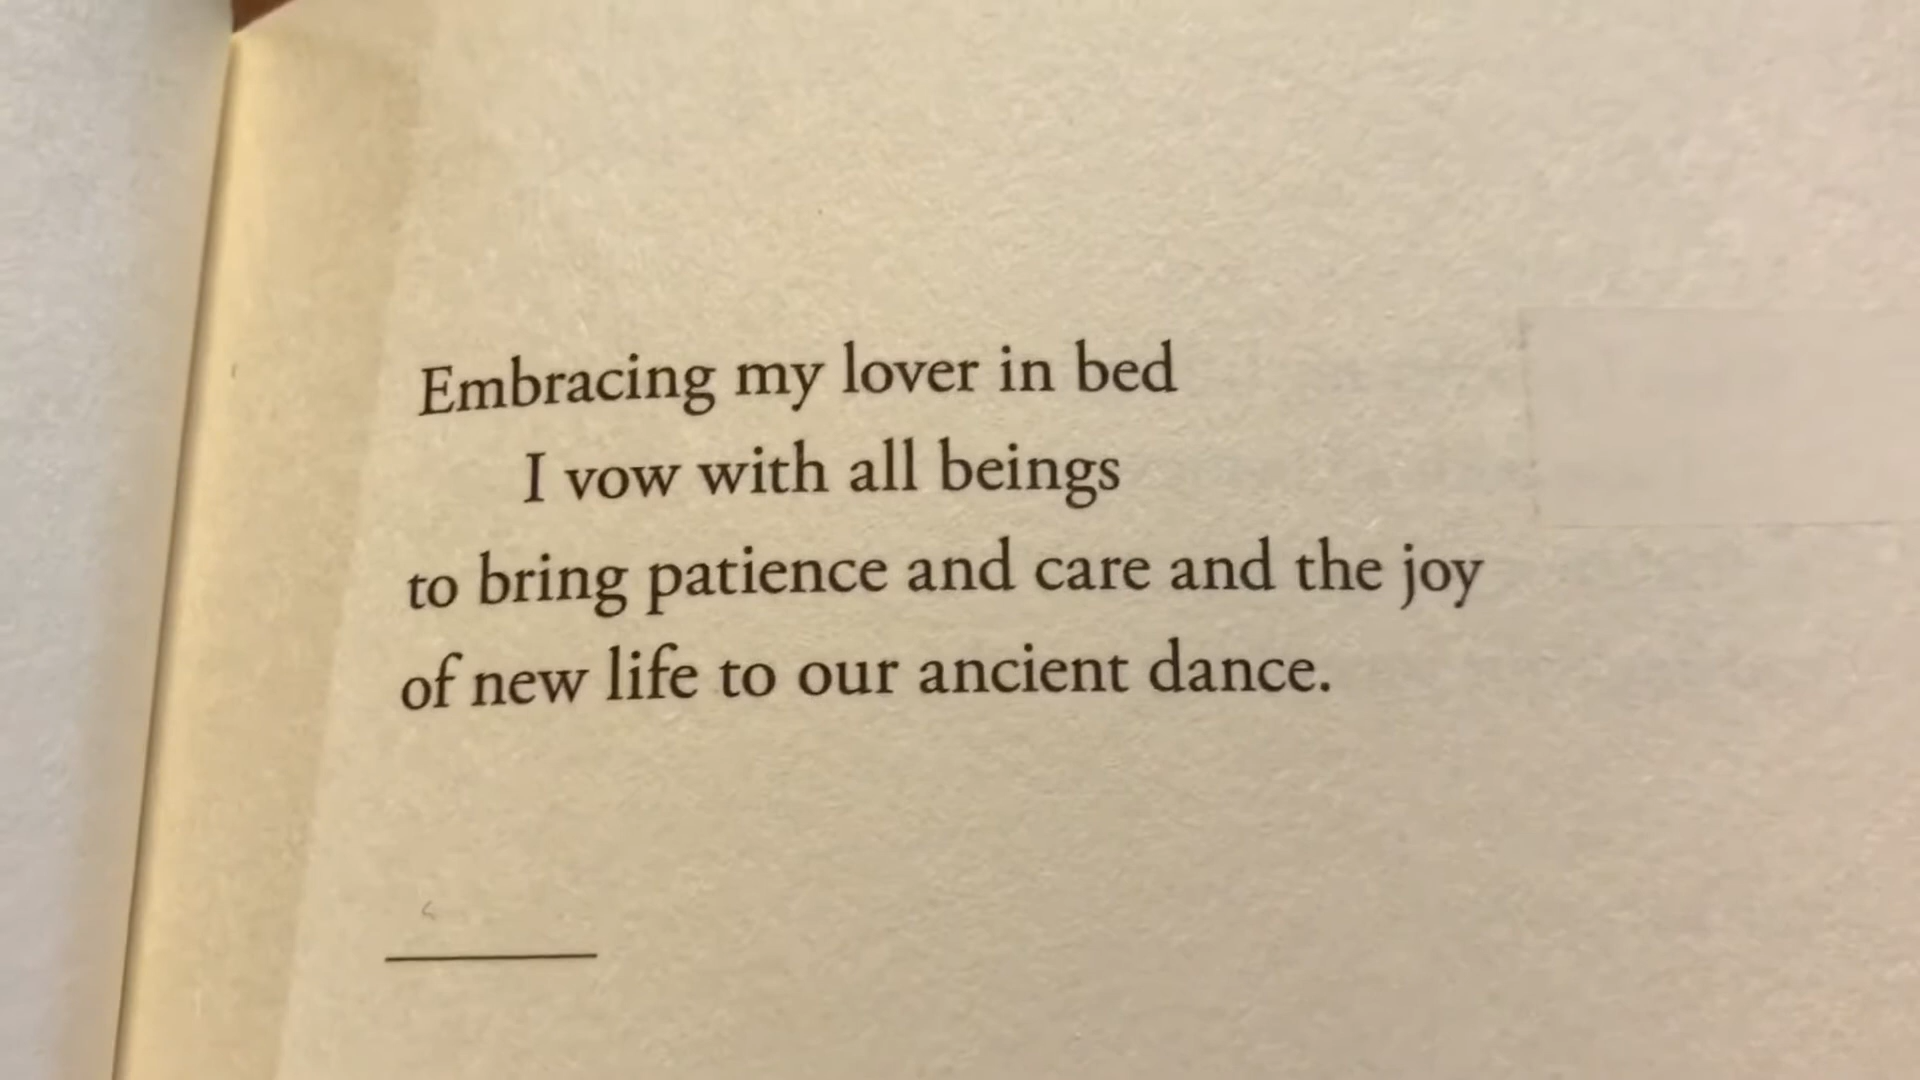 Embracing my lover in bed
I vow with all beings
to bring patience and care and the joy
of new life to our ancient dance.